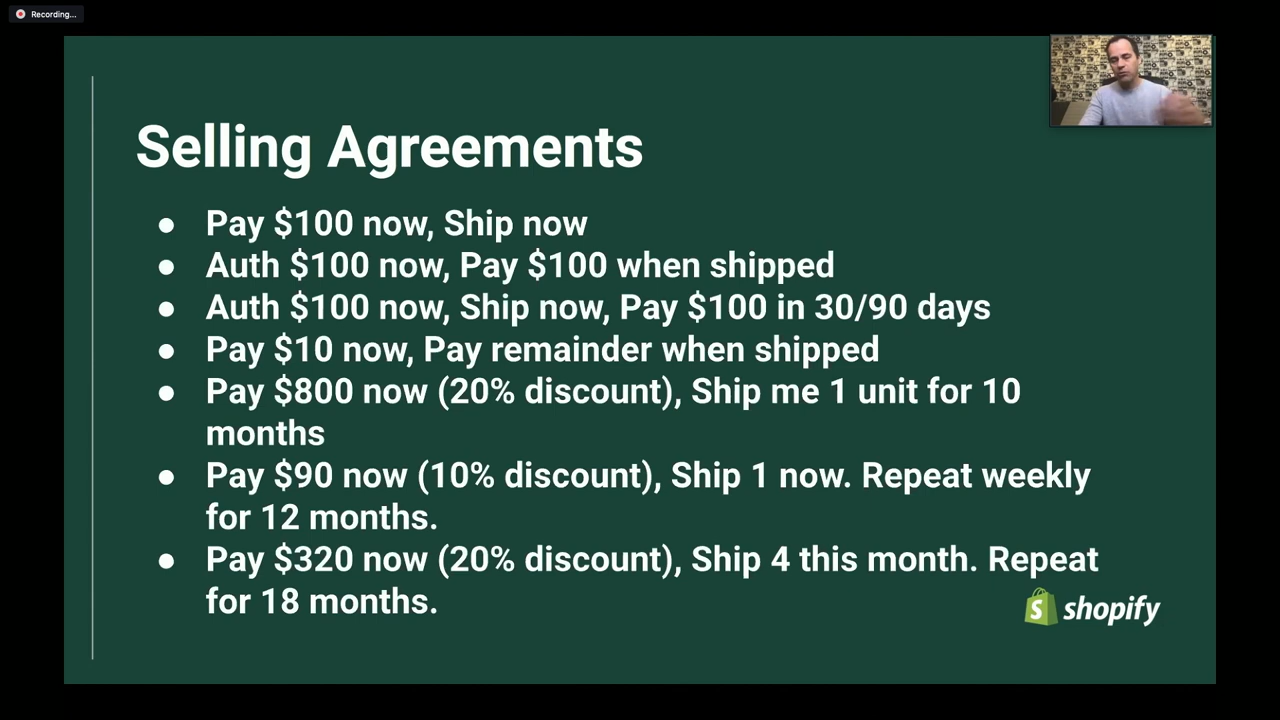 Recording...
Selling Agreements
● Pay $100 now, Ship now
● Auth $100 now, Pay $100 when shipped
● Auth $100 now, Ship now, Pay $100 in 30/90 days
● Pay $10 now, Pay remainder when shipped
● Pay $800 now (20% discount), Ship me 1 unit for 10
months
● Pay $90 now (10% discount), Ship 1 now. Repeat weekly
for 12 months.
● Pay $320 now (20% discount), Ship 4 this month. Repeat
for 18 months.
shopify